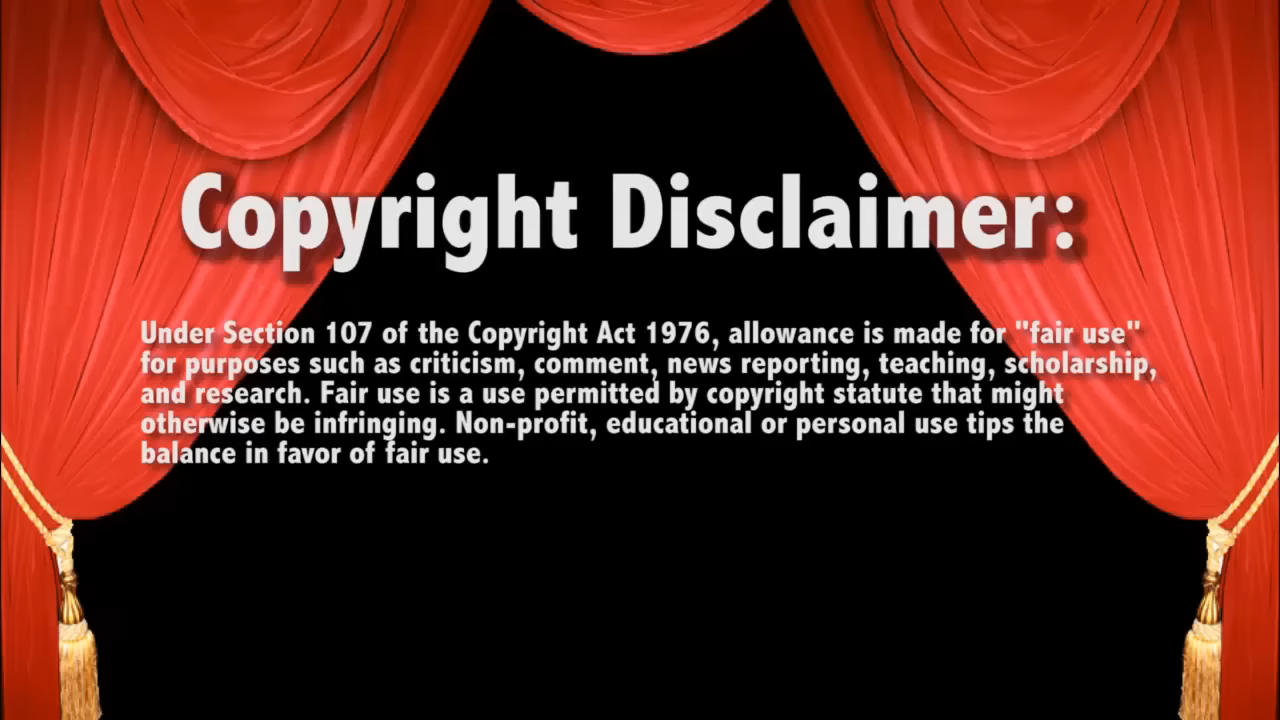 Copyright Disclaimer:
Under Section 107 of the Copyright Act 1976, allowance is made for "fair use"
for purposes such as criticism, comment, news reporting, teaching, scholarship,
and research. Fair use is a use permitted by copyright statute that might
otherwise be infringing. Non-profit, educational or personal use tips the
balance in favor of fair use.